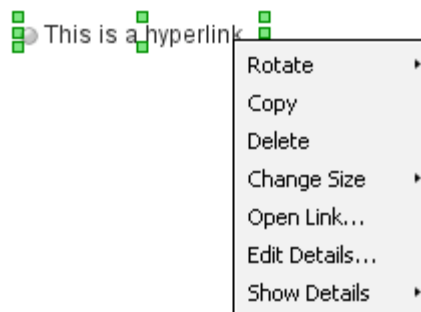 This is a hyperlink
Rotate
Copy
Delete
Change Size
Open Link...
Edit Details...
Show Details